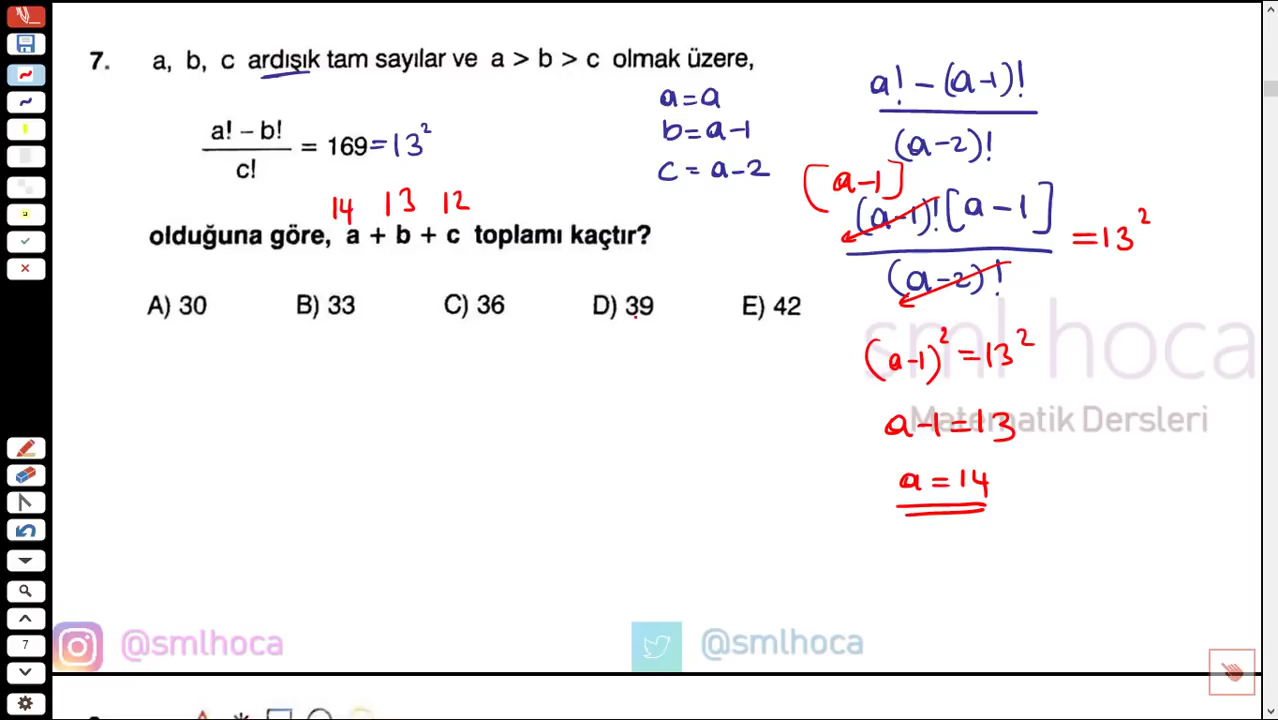 7. a, b, c ardışık tam sayılar ve a > b > c olmak üzere,
a! – b!
c!
= 169 = 13²
a = a
b = a – 1
c = a – 2
14 13 12
olduğuna göre, a + b + c toplamı kaçtır?
A) 30 B) 33 C) 36 D) 39 E) 42
a! – (a-1)!
(a-2)!
(a-1]
(a-1)! [a - 1]
(a-2)!
= 13²
(a-1)² = 13²
a-1 = 13
a = 14
sml hoca
Matematik Dersleri
@smlhoca
@smlhoca
7